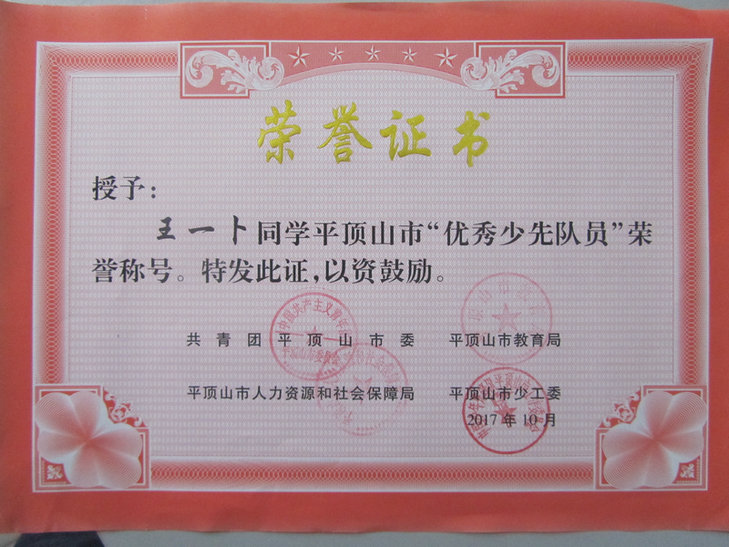 荣誉证书
授予：
王一卜同学平顶山市“优秀少先队员”荣
誉称号。特发此证，以资鼓励。
共青团平顶山市委 平顶山市教育局
平顶山市人力资源和社会保障局 平顶山市少工委
2017年10月